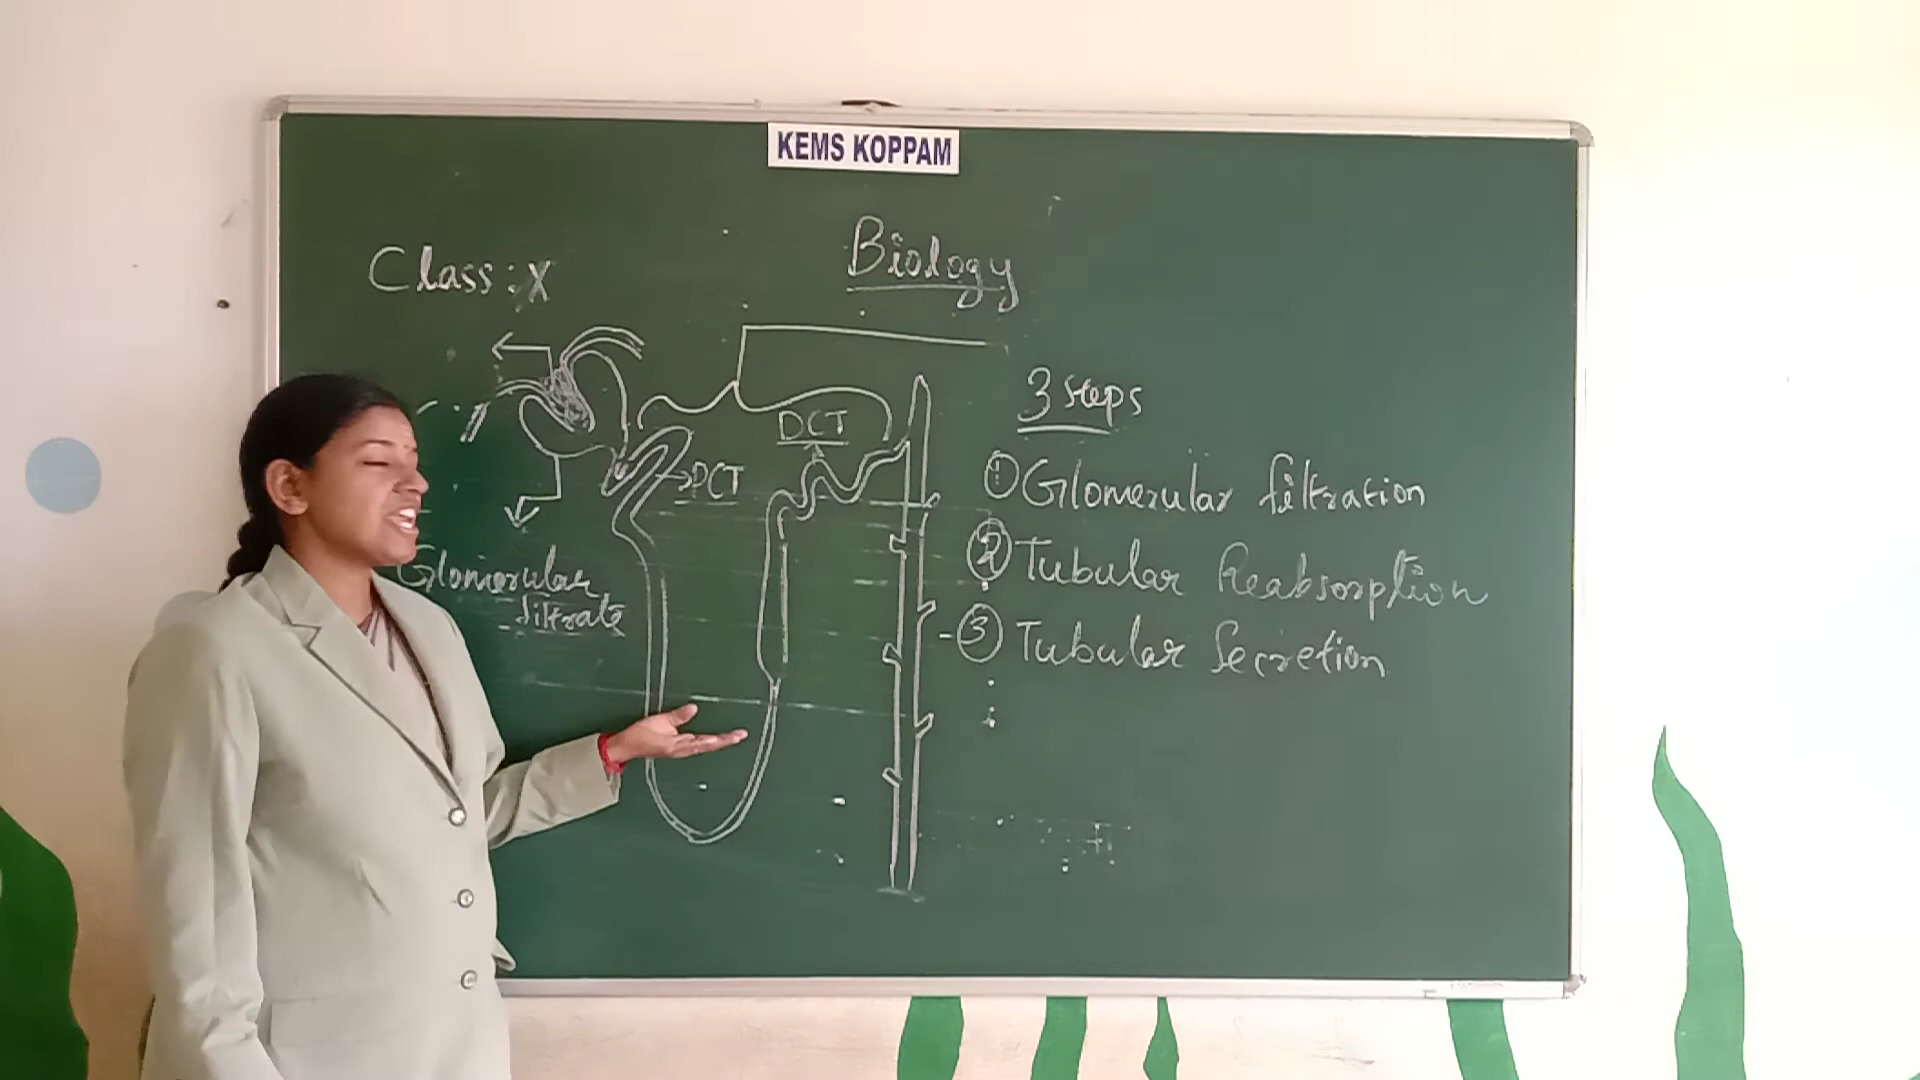 KEMS KOPPAM
Biology
Class: X
3 steps
DCT
PCT
① Glomerular filtration
② Tubular Reabsorption
③ Tubular Secretion
Glomerular
filtrate